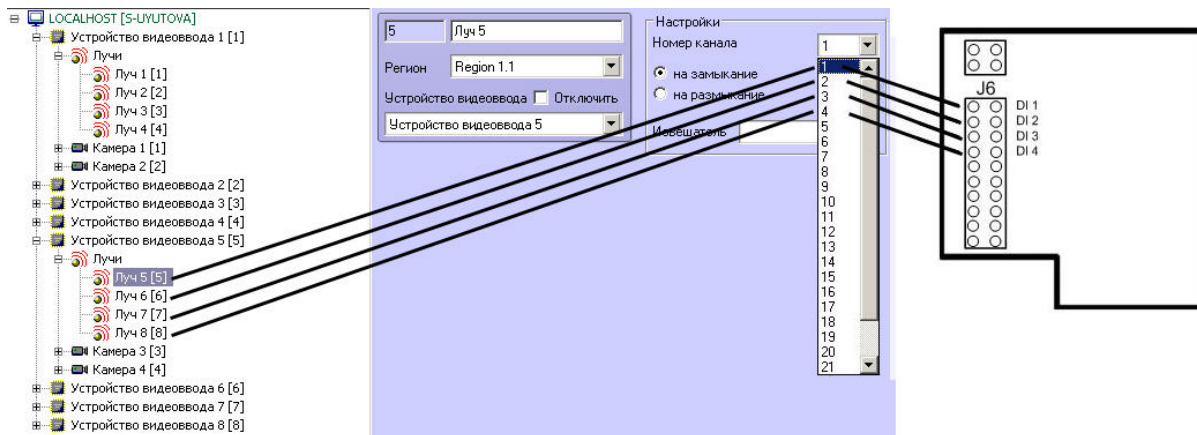 LOCALHOST [S-UYUTOVA]
Устройство видеоввода 1 [1]
Лучи
Луч 1 [1]
Луч 2 [2]
Луч 3 [3]
Луч 4 [4]
Камера 1 [1]
Камера 2 [2]
Устройство видеоввода 2 [2]
Устройство видеоввода 3 [3]
Устройство видеоввода 4 [4]
Устройство видеоввода 5 [5]
Лучи
Луч 5 [5]
Луч 6 [6]
Луч 7 [7]
Луч 8 [8]
Камера 3 [3]
Камера 4 [4]
Устройство видеоввода 6 [6]
Устройство видеоввода 7 [7]
Устройство видеоввода 8 [8]
5 Луч 5
Регион Region 1.1
Устройство видеоввода Отключить
Устройство видеоввода 5
Настройки
Номер канала 1
на замыкание
на размыкание
Извещатель
1
2
3
4
5
6
7
8
9
10
11
12
13
14
15
16
17
18
19
20
21
J6
DI 1
DI 2
DI 3
DI 4